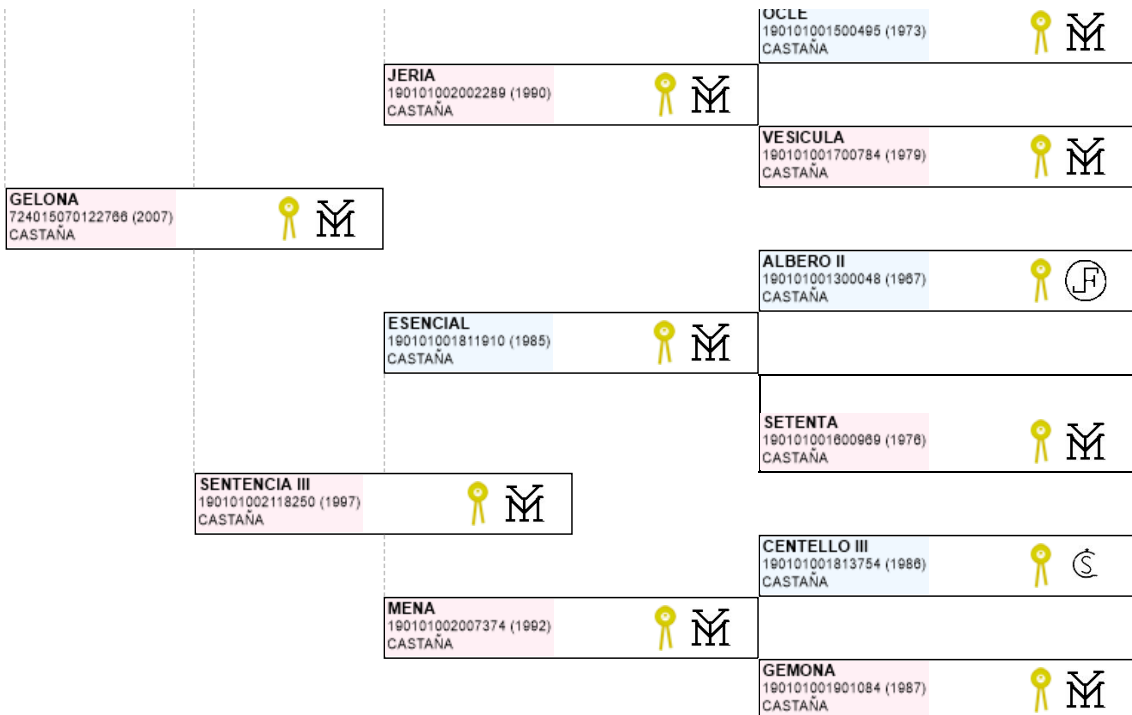 OCLE
190101001500495 (1973)
CASTAÑA
JERIA
190101002002289 (1990)
CASTAÑA
VESICULA
190101001700784 (1979)
CASTAÑA
GELONA
724015070122766 (2007)
CASTAÑA
ALBERO II
190101001300048 (1967)
CASTAÑA
ESENCIAL
190101001811910 (1985)
CASTAÑA
SETENTA
190101001600969 (1976)
CASTAÑA
SENTENCIA III
190101002118250 (1997)
CASTAÑA
CENTELLO III
190101001813754 (1986)
CASTAÑA
MENA
190101002007374 (1992)
CASTAÑA
GEMONA
190101001901084 (1987)
CASTAÑA